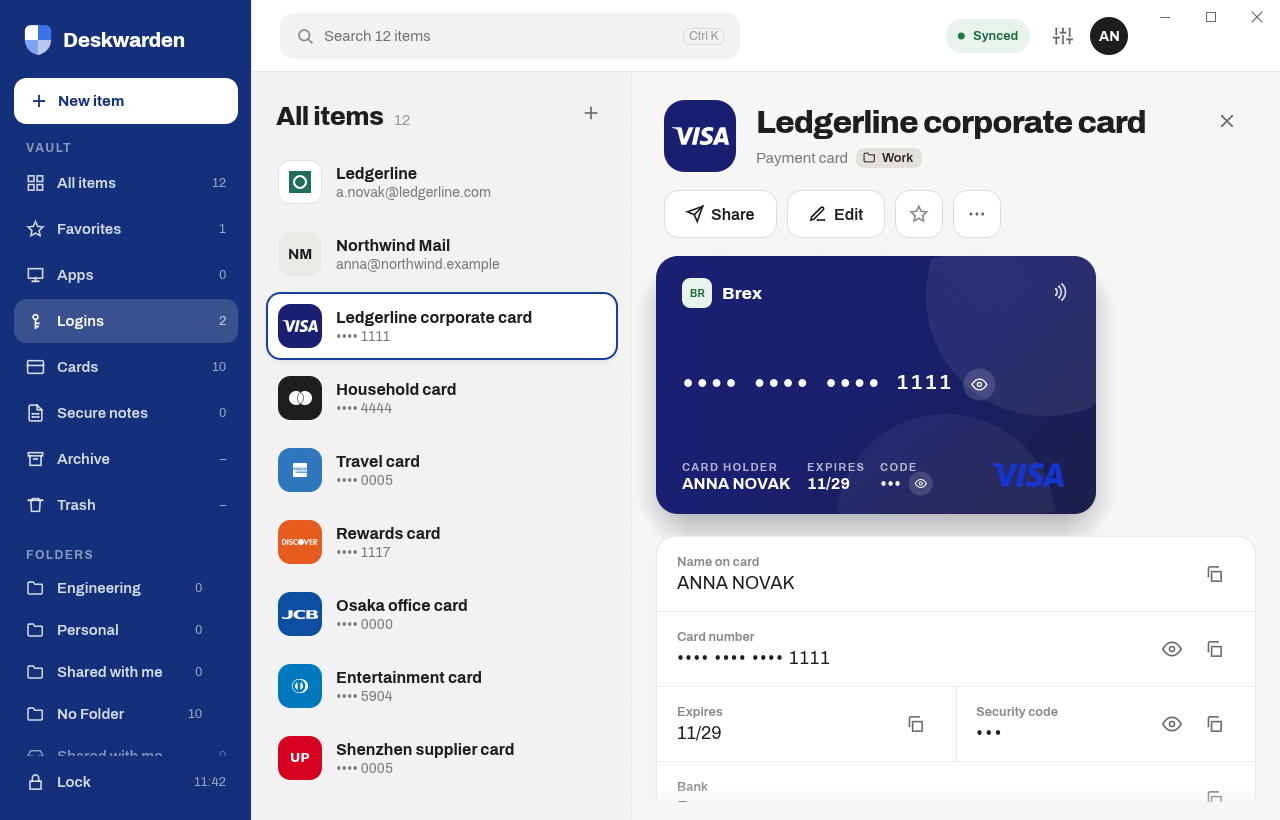 Deskwarden
New item
VAULT
All items 12
Favorites 1
Apps 0
Logins 2
Cards 10
Secure notes 0
Archive –
Trash –
FOLDERS
Engineering 0
Personal 0
Shared with me 0
No Folder 10
Shared with me 0
Lock 11:42
Search 12 items Ctrl K
Synced
AN
All items 12
Ledgerline
a.novak@ledgerline.com
NM
Northwind Mail
anna@northwind.example
VISA
Ledgerline corporate card
•••• 1111
Household card
•••• 4444
Travel card
•••• 0005
DISCOVER
Rewards card
•••• 1117
JCB
Osaka office card
•••• 0000
Entertainment card
•••• 5904
UP
Shenzhen supplier card
•••• 0005
VISA
Ledgerline corporate card
Payment card Work
Share
Edit
BR Brex
•••• •••• •••• 1111
CARD HOLDER EXPIRES CODE
ANNA NOVAK 11/29 •••
VISA
Name on card
ANNA NOVAK
Card number
•••• •••• •••• 1111
Expires
11/29
Security code
•••
Bank